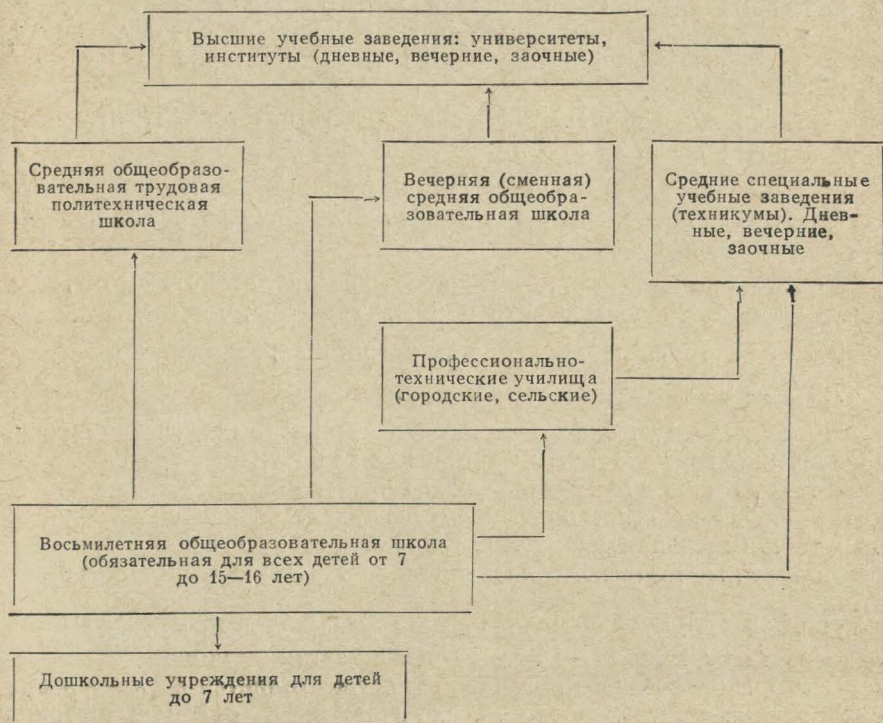 Высшие учебные заведения: университеты,
институты (дневные, вечерние, заочные)
Средняя общеобразо-
вательная трудовая
политехническая
школа
Вечерняя (сменная)
средняя общеобра-
зовательная школа
Средние специальные
учебные заведения
(техникумы). Днев-
ные, вечерние,
заочные
Профессионально-
технические училища
(городские, сельские)
Восьмилетняя общеобразовательная школа
(обязательная для всех детей от 7
до 15—16 лет)
Дошкольные учреждения для детей
до 7 лет